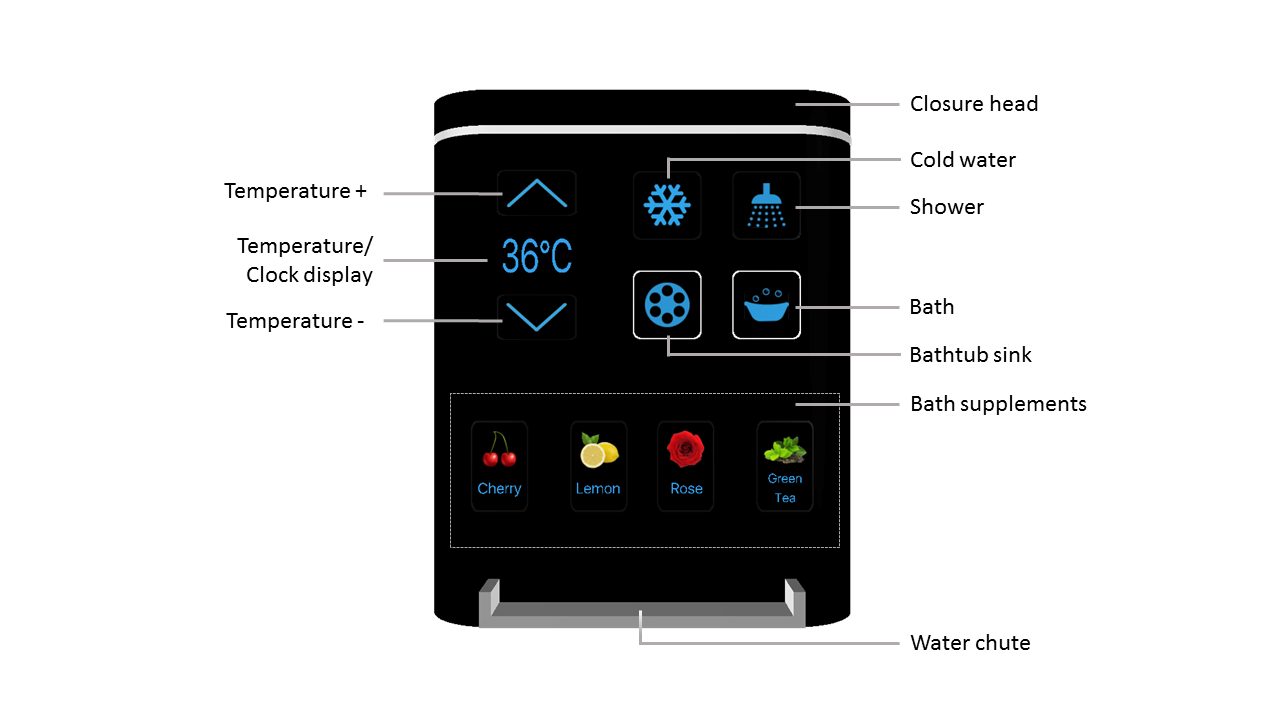 Closure head
Cold water
Temperature +
Shower
Temperature/
Clock display
36°C
Temperature -
Bath
Bathtub sink
Bath supplements
Cherry
Lemon
Rose
Green
Tea
Water chute